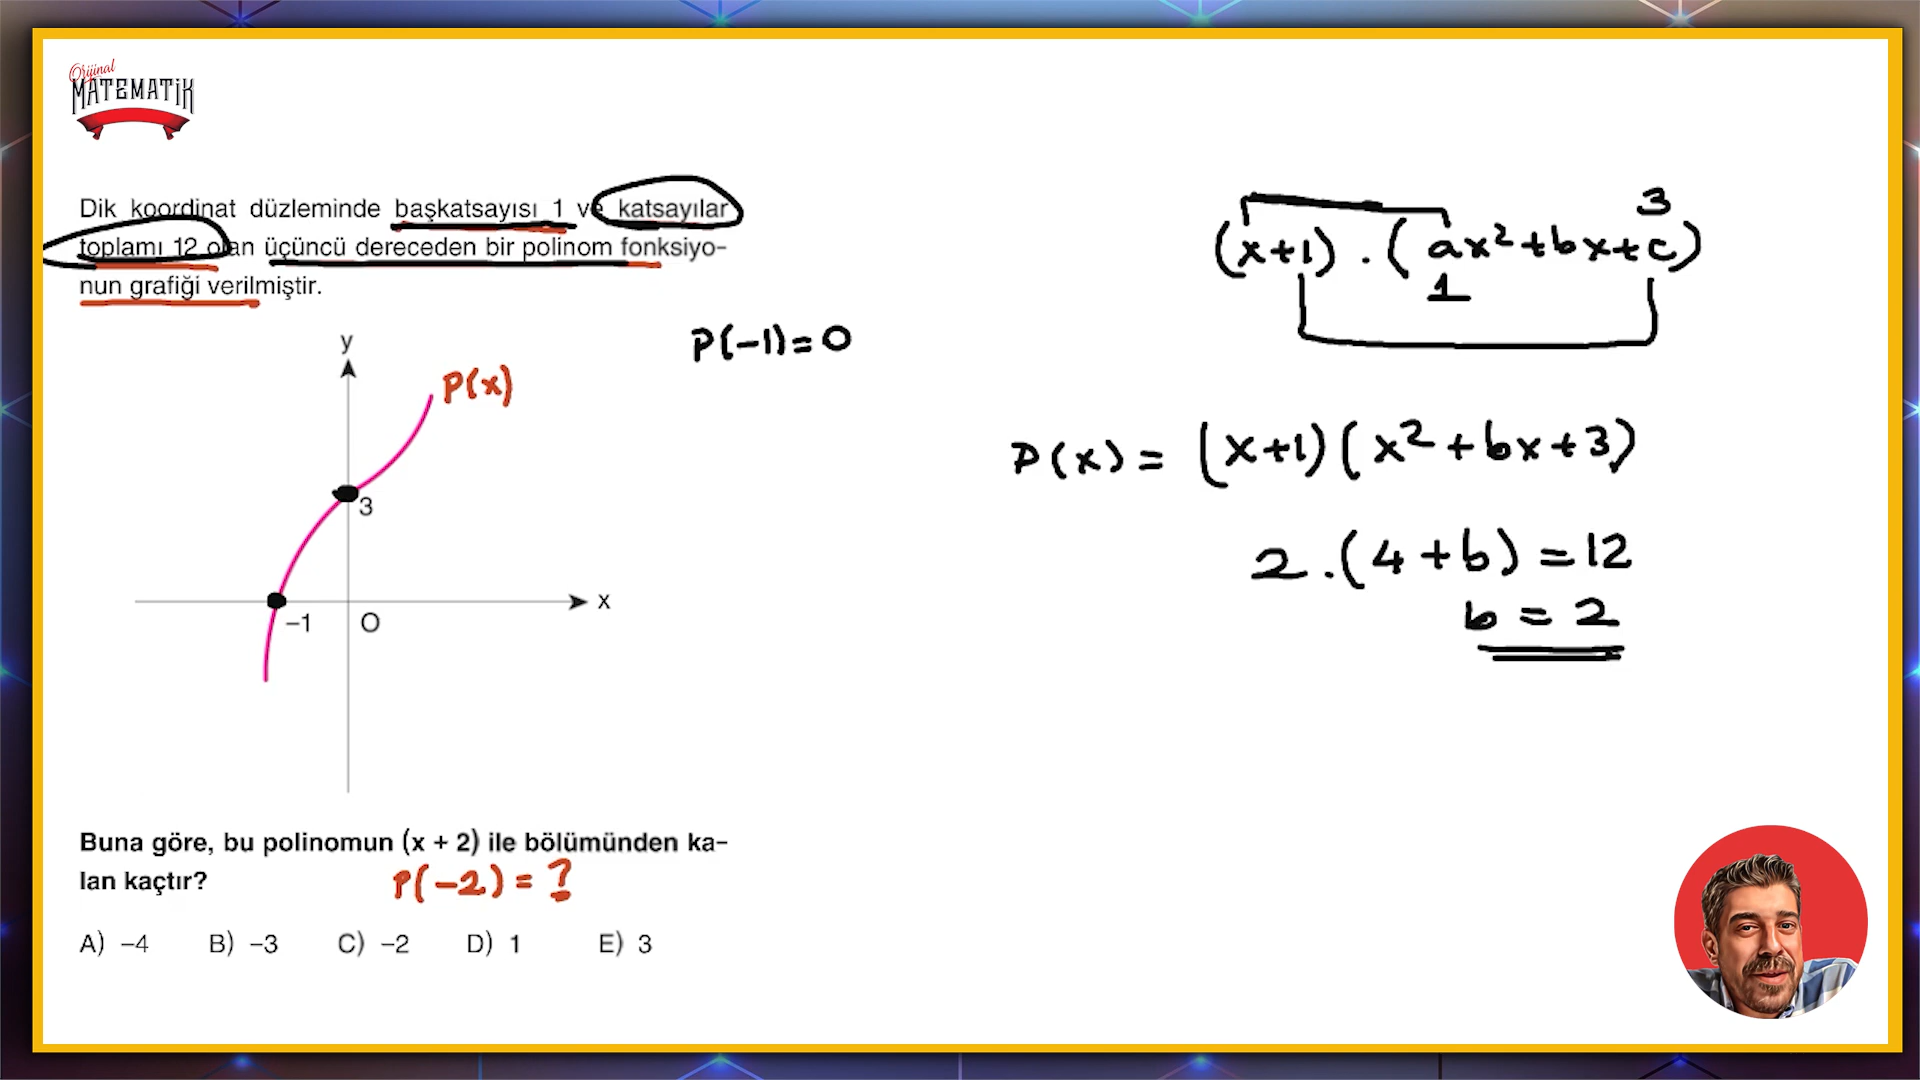 Orijinal
MATEMATİK
Dik koordinat düzleminde başkatsayısı 1 ve katsayılar
toplamı 12 olan üçüncü dereceden bir polinom fonksiyo-
nun grafiği verilmiştir.
y
P(x)
3
-1
O
x
P(-1)=0
Buna göre, bu polinomun (x + 2) ile bölümünden ka-
lan kaçtır?
P(-2) = ?
A) -4 B) -3 C) -2 D) 1 E) 3
3
(x+1) . (ax²+bx+c)
1
P(x) = (x+1)(x²+bx+3)
2.(4+b)=12
b = 2